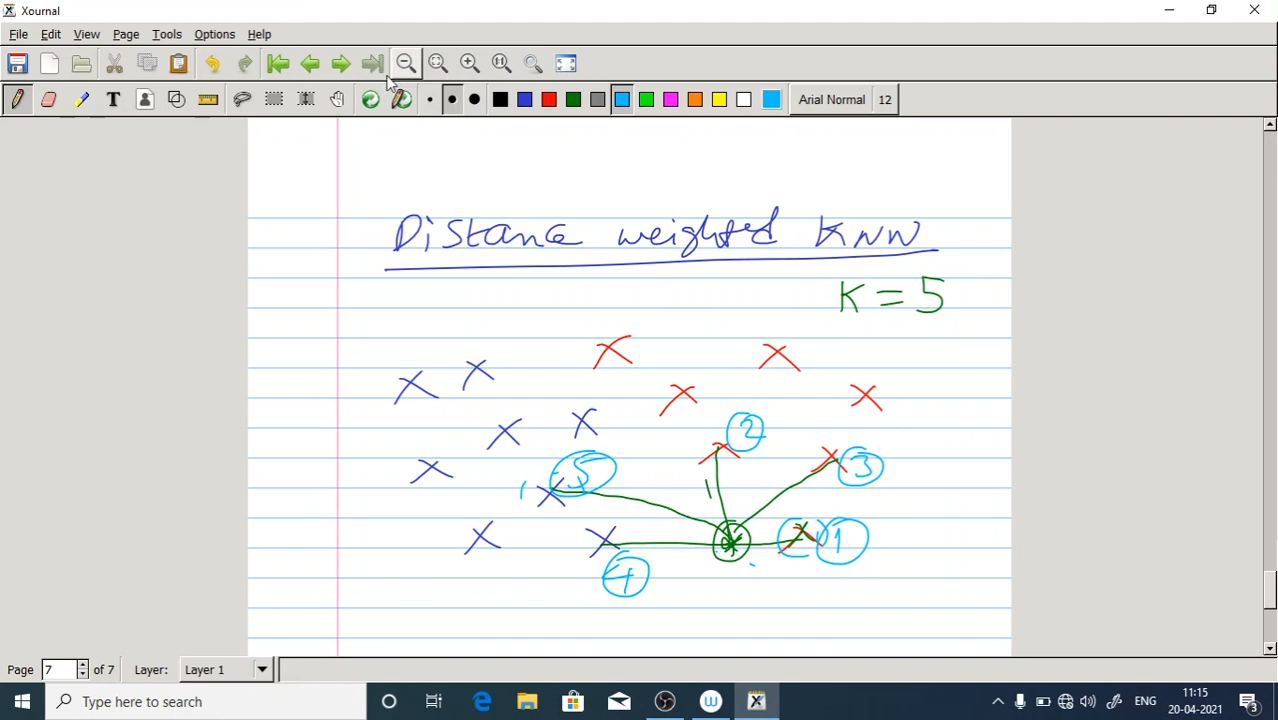 Xournal
File Edit View Page Tools Options Help
Arial Normal 12
Distance weighted KNN
K = 5
5
2
3
1
4
Page 7 of 7 Layer: Layer 1
Type here to search
ENG
11:15
20-04-2021
3